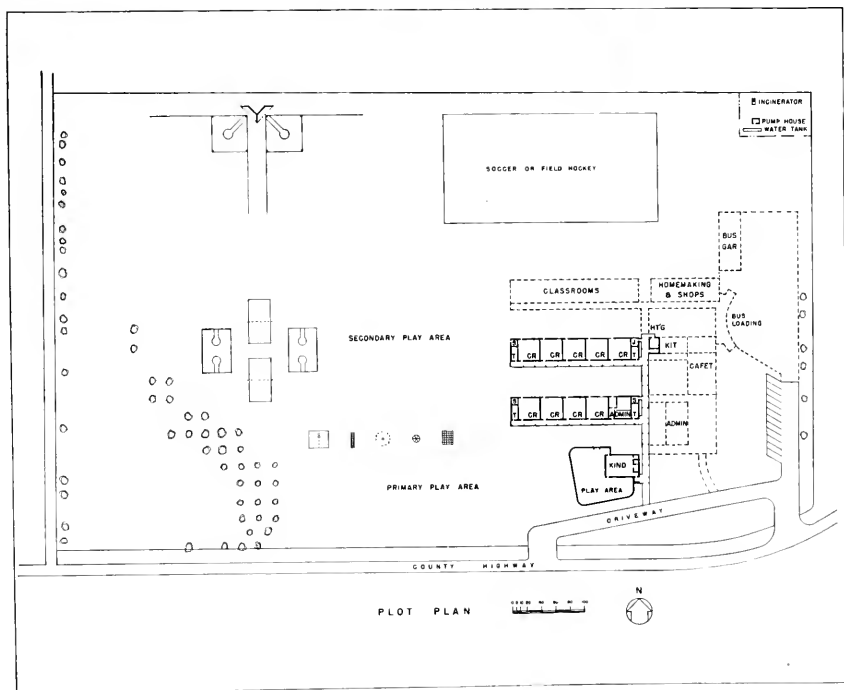 INCINERATOR
PUMP HOUSE
WATER TANK
SOCCER OR FIELD HOCKEY
BUS
GAR
CLASSROOMS
HOMEMAKING
& SHOPS
BUS
LOADING
SECONDARY PLAY AREA
HT'G
S J
T CR CR CR CR T
KIT
CAFET
S S
T CR CR CR CR ADMIN T
ADMIN
KIND
PRIMARY PLAY AREA
PLAY AREA
DRIVEWAY
COUNTY HIGHWAY
PLOT PLAN
N